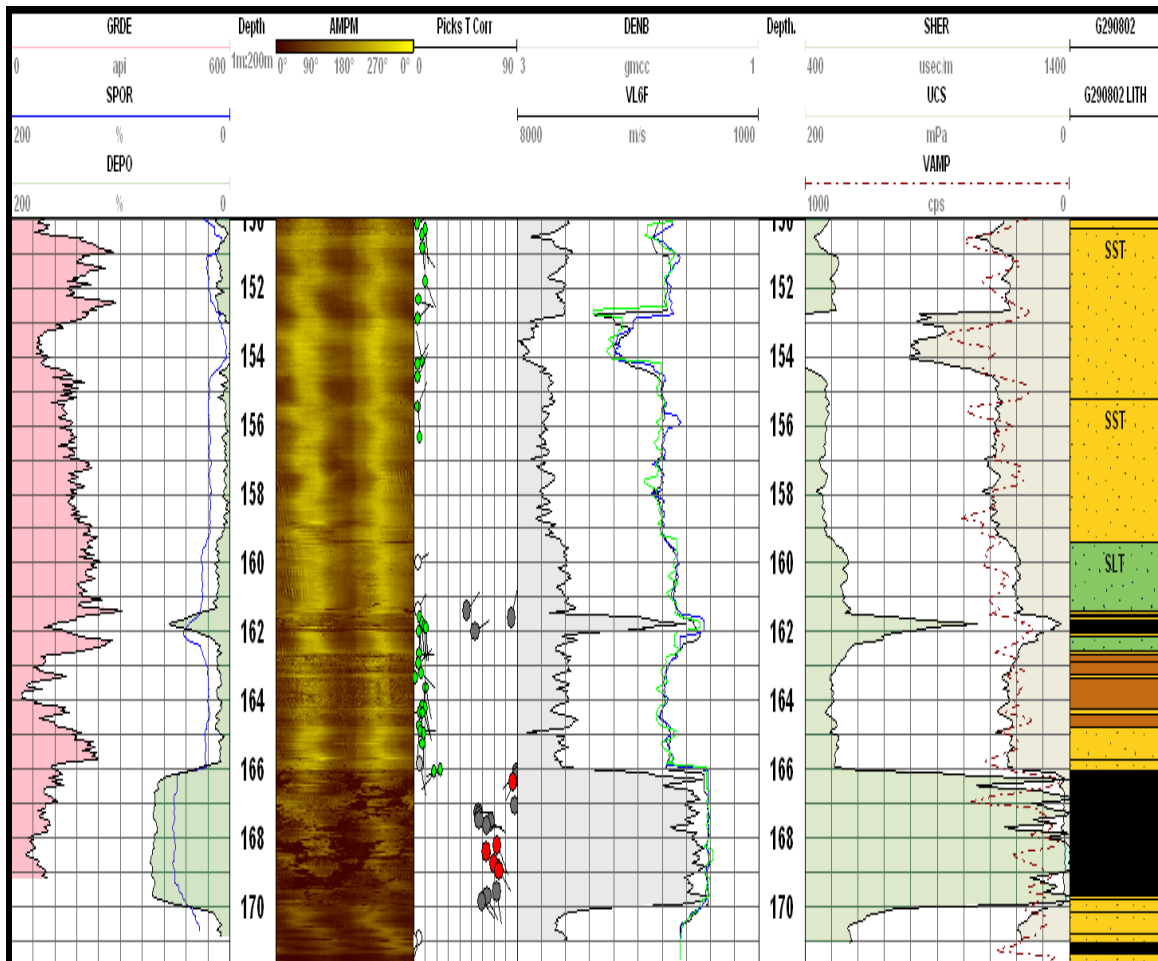 GRDE Depth AMPM Picks T Corr DENB Depth. SHER G290802
0 api 600 1m:200m 0° 90° 180° 270° 0° 0 90 3 gmcc 1 400 usec/m 1400
SPOR VL6F UCS G290802 LITH
200 % 0 8000 m/s 1000 200 mPa 0
DEPO VAMP
200 % 0 1000 cps 0
150 150
SST
152 152
154 154
156 156
SST
158 158
160 160
SLT
162 162
164 164
166 166
168 168
170 170